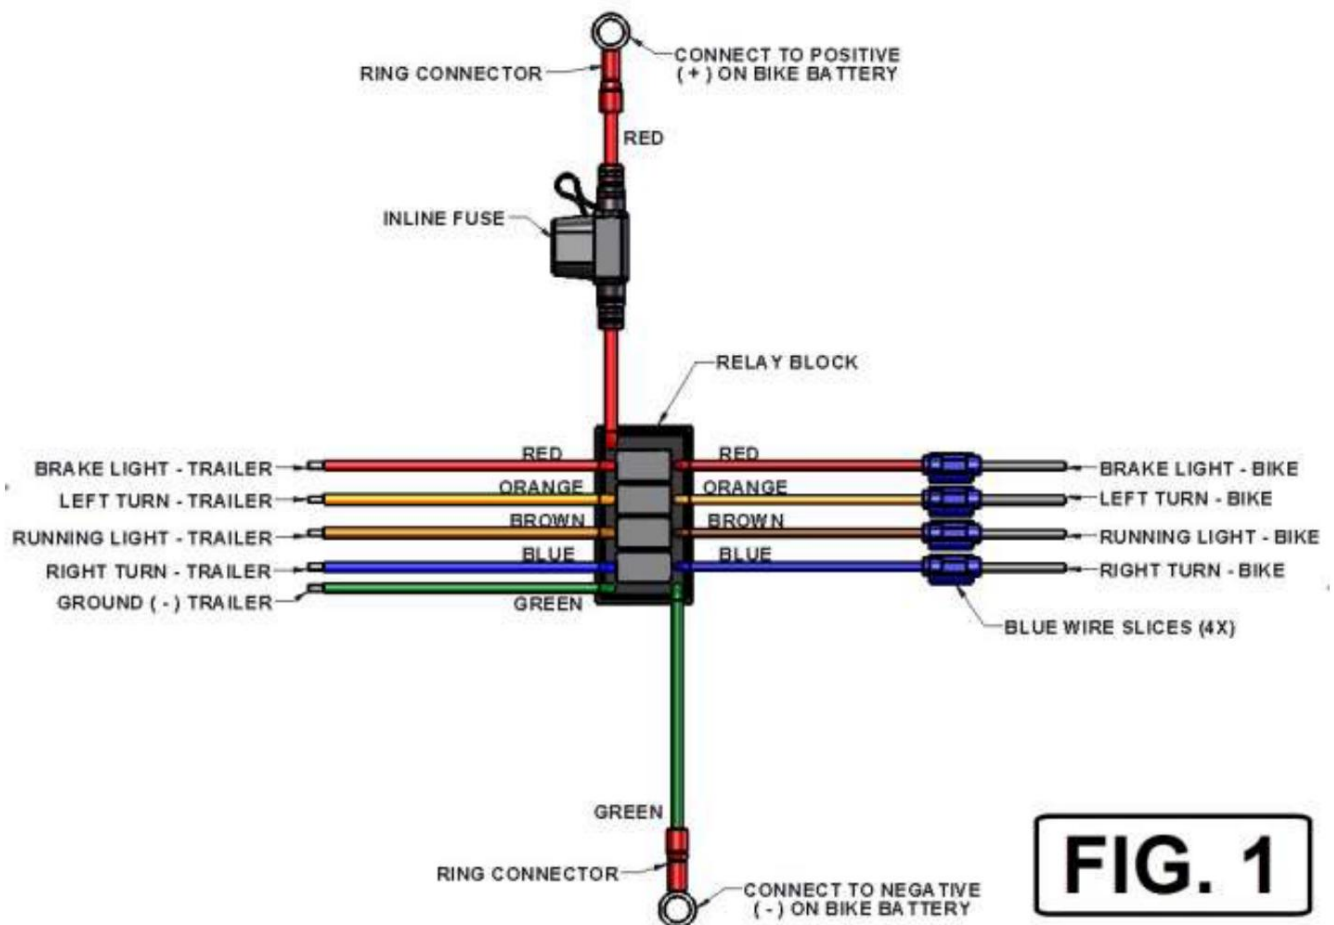 CONNECT TO POSITIVE
(+) ON BIKE BATTERY
RING CONNECTOR
RED
INLINE FUSE
RELAY BLOCK
RED
RED
BRAKE LIGHT - TRAILER
BRAKE LIGHT - BIKE
ORANGE
ORANGE
LEFT TURN - TRAILER
LEFT TURN - BIKE
BROWN
BROWN
RUNNING LIGHT - TRAILER
RUNNING LIGHT - BIKE
BLUE
BLUE
RIGHT TURN - TRAILER
RIGHT TURN - BIKE
GROUND (-) TRAILER
GREEN
BLUE WIRE SLICES (4X)
GREEN
RING CONNECTOR
CONNECT TO NEGATIVE
(-) ON BIKE BATTERY
FIG. 1